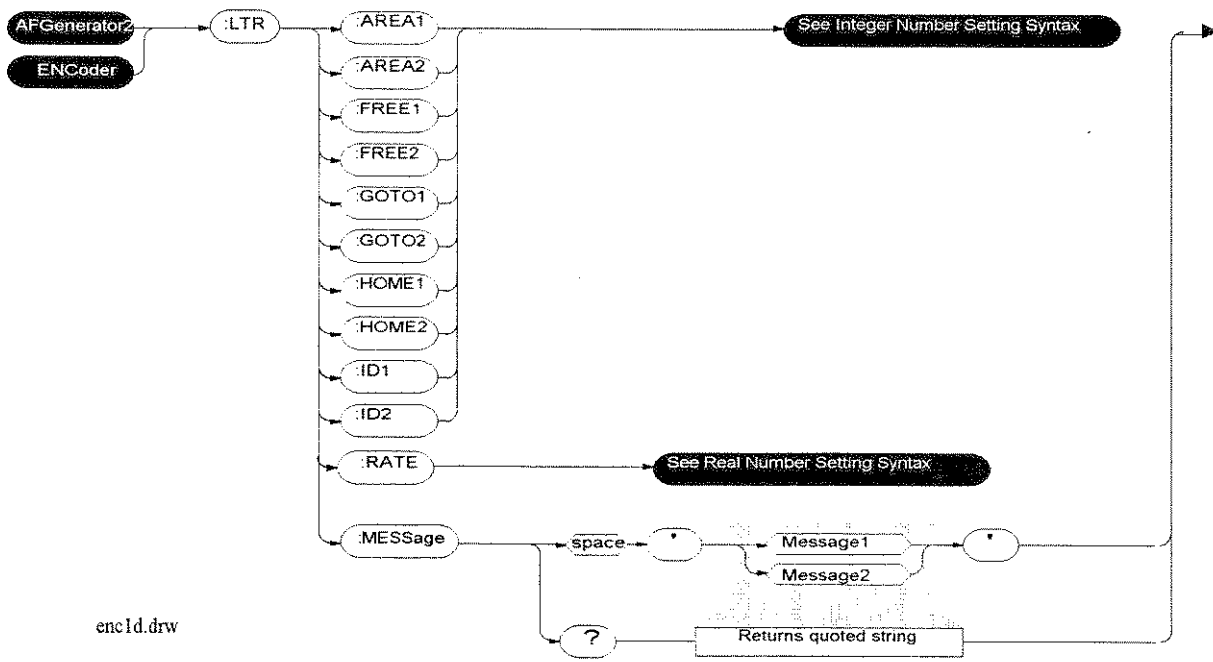 AFGenerator2
:LTR
:AREA1
See Integer Number Setting Syntax
ENCoder
:AREA2
:FREE1
:FREE2
:GOTO1
:GOTO2
:HOME1
:HOME2
:ID1
:ID2
:RATE
See Real Number Setting Syntax
:MESSage
space
'
Message1
'
Message2
?
Returns quoted string
enc1d.drw